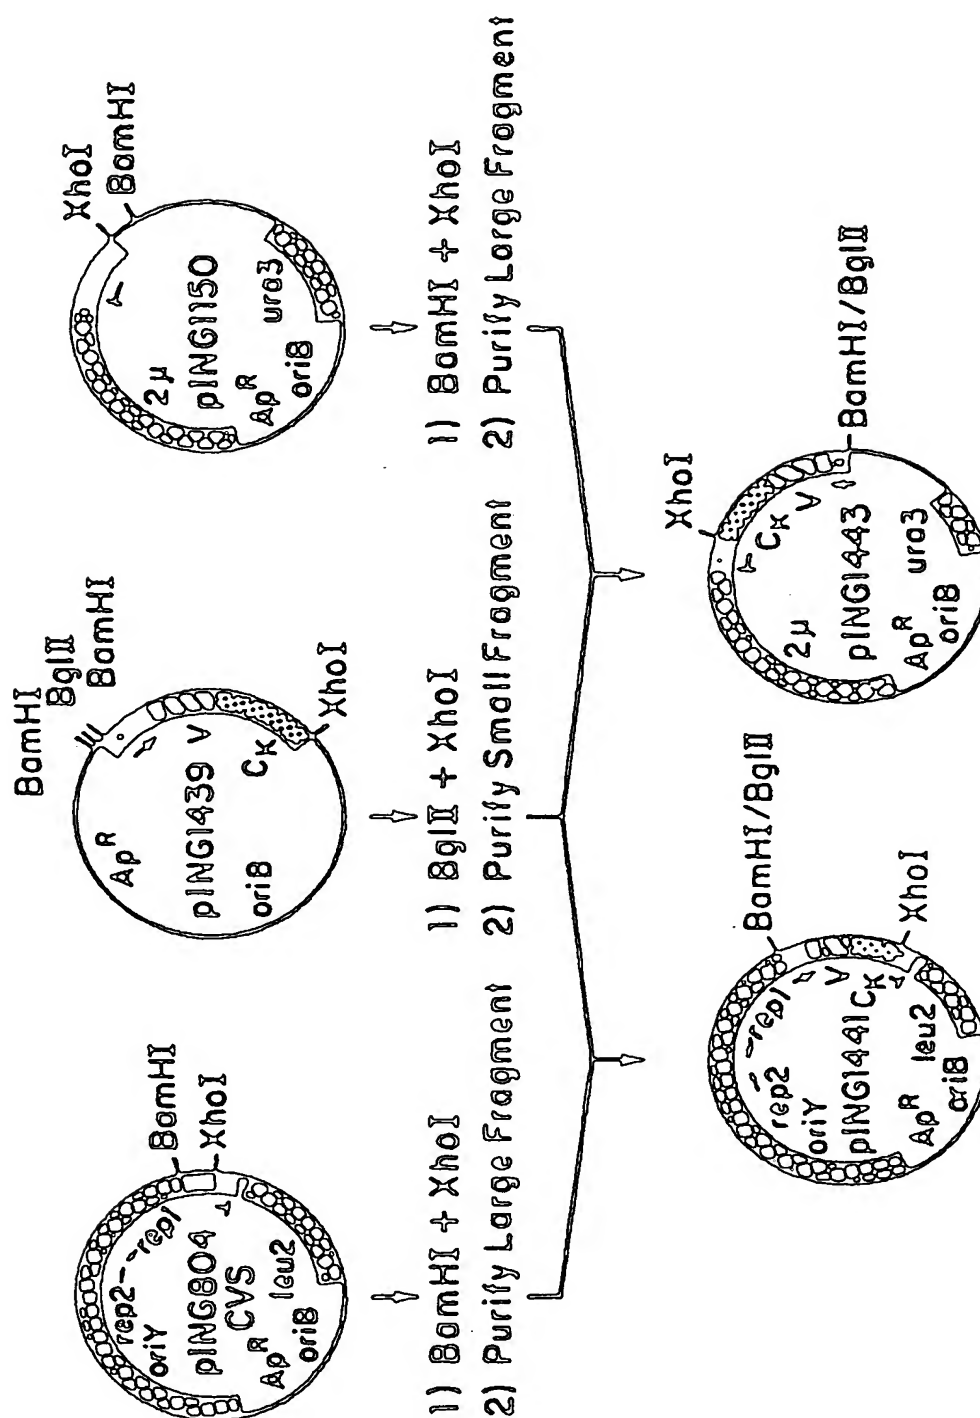 BamHI
XhoI
rep2
rep1
oriY
pING804
CVS
Ap^R
leu2
oriB
1) BamHI + XhoI
2) Purify Large Fragment
BamHI
BglII
BamHI
Ap^R
pING1439
V
Cκ
oriB
XhoI
1) BglII + XhoI
2) Purify Small Fragment
XhoI
BamHI
T
2μ
pING1150
Ap^R
ura3
oriB
1) BamHI + XhoI
2) Purify Large Fragment
BamHI/BglII
rep2
rep1
oriY
V
pING1441
Cκ
XhoI
Ap^R
leu2
oriB
XhoI
T
Cκ
V
2μ
BamHI/BglII
pING1443
Ap^R
ura3
oriB